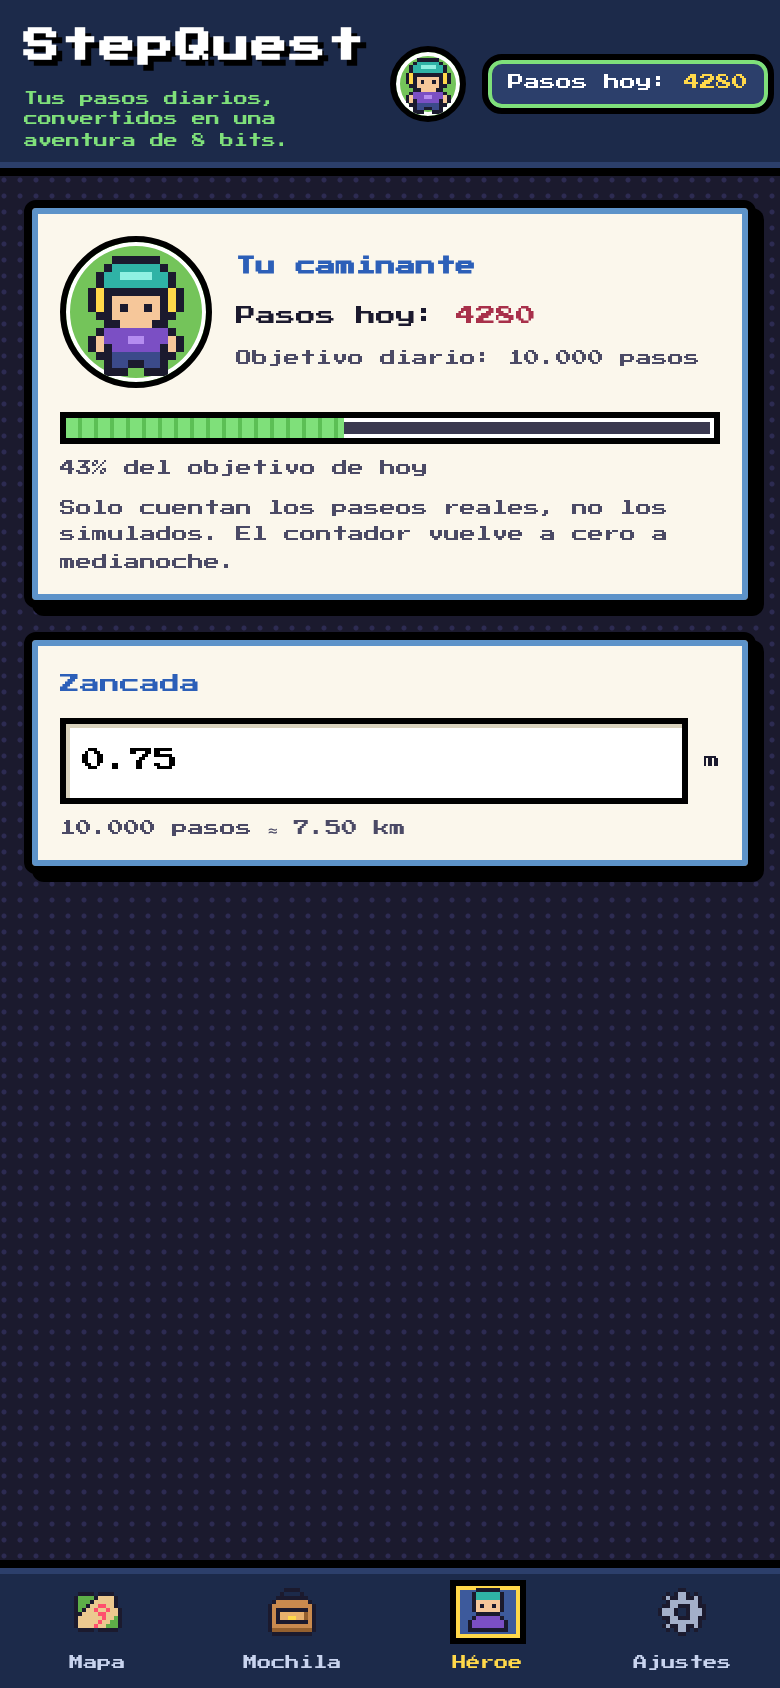 StepQuest
Tus pasos diarios,
convertidos en una
aventura de 8 bits.
Pasos hoy: 4280
Tu caminante
Pasos hoy: 4280
Objetivo diario: 10.000 pasos
43% del objetivo de hoy
Solo cuentan los paseos reales, no los
simulados. El contador vuelve a cero a
medianoche.
Zancada
0.75
m
10.000 pasos ≈ 7.50 km
Mapa
Mochila
Héroe
Ajustes